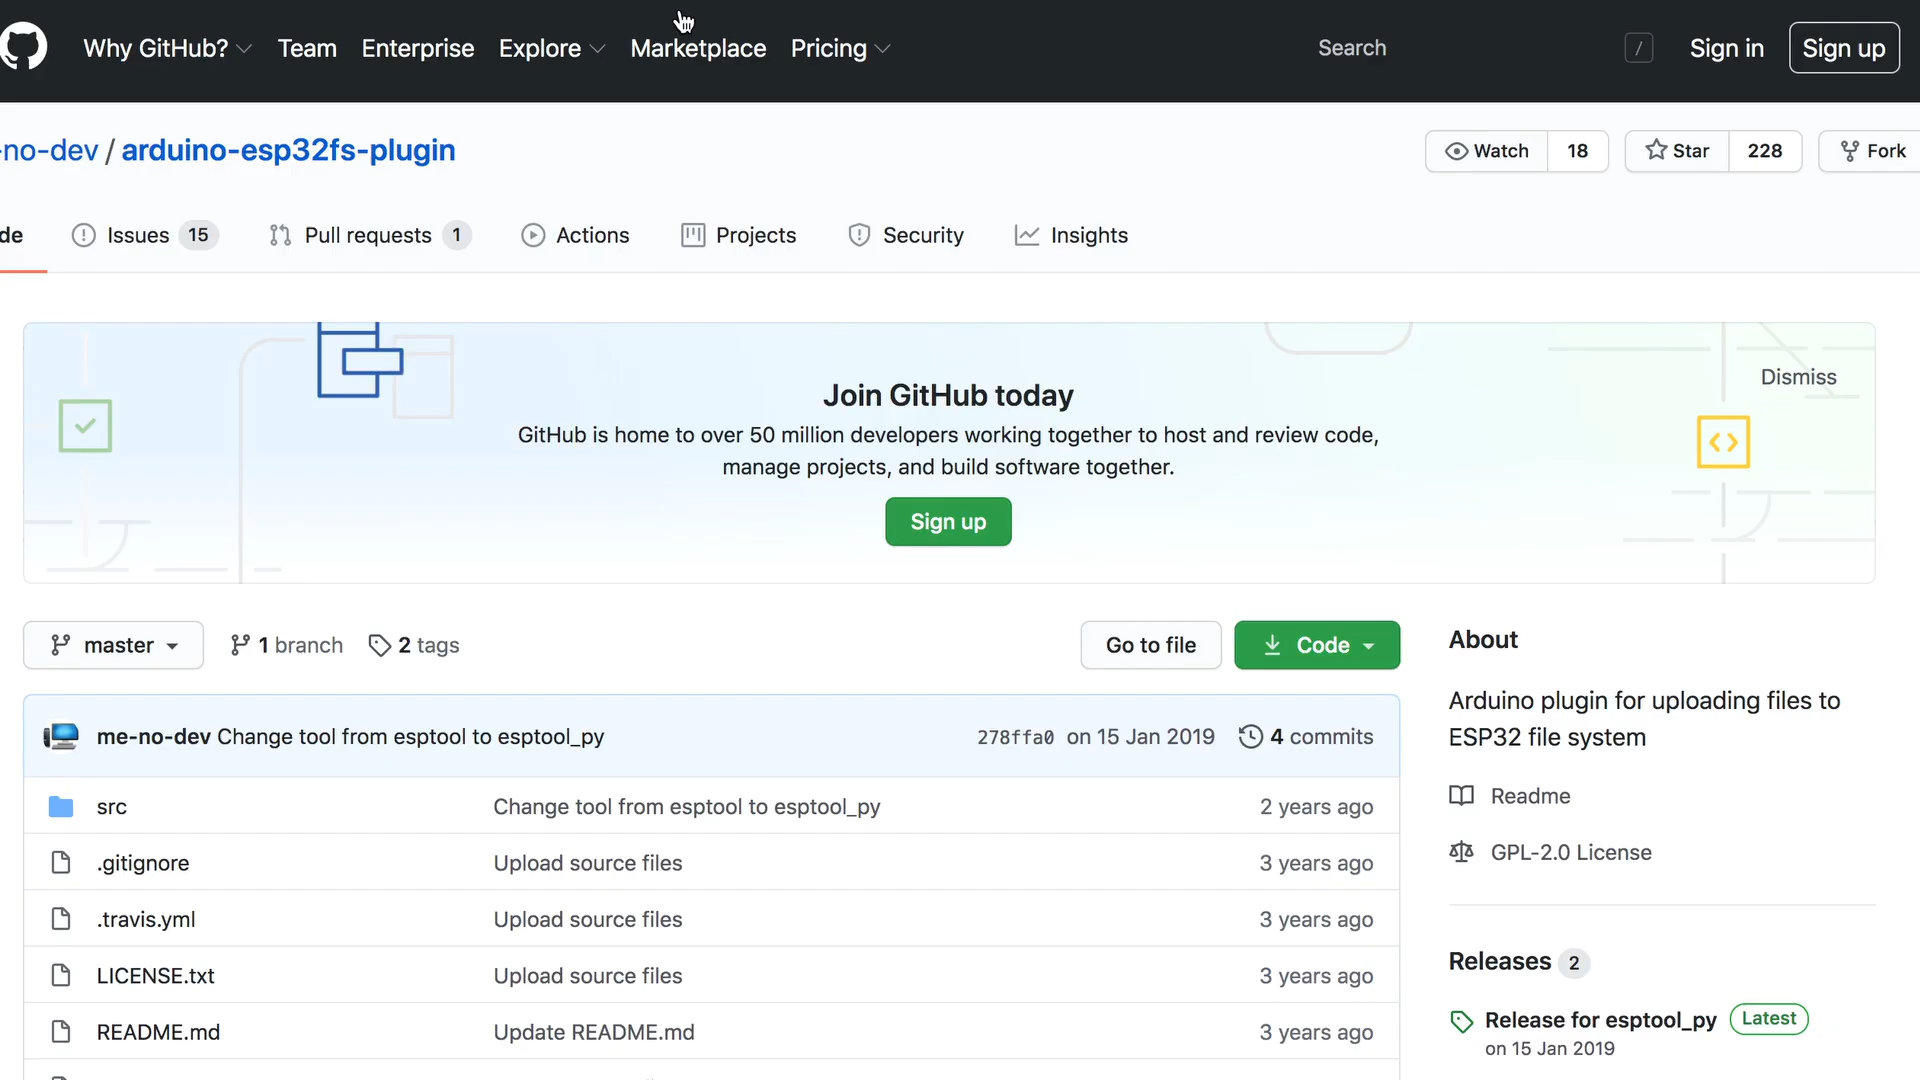 Why GitHub? Team Enterprise Explore Marketplace Pricing Search / Sign in Sign up
-no-dev / arduino-esp32fs-plugin Watch 18 Star 228 Fork
de Issues 15 Pull requests 1 Actions Projects Security Insights
Dismiss
Join GitHub today
GitHub is home to over 50 million developers working together to host and review code,
manage projects, and build software together.
Sign up
master 1 branch 2 tags Go to file Code
me-no-dev Change tool from esptool to esptool_py 278ffa0 on 15 Jan 2019 4 commits
src Change tool from esptool to esptool_py 2 years ago
.gitignore Upload source files 3 years ago
.travis.yml Upload source files 3 years ago
LICENSE.txt Upload source files 3 years ago
README.md Update README.md 3 years ago
About
Arduino plugin for uploading files to
ESP32 file system
Readme
GPL-2.0 License
Releases 2
Release for esptool_py Latest
on 15 Jan 2019